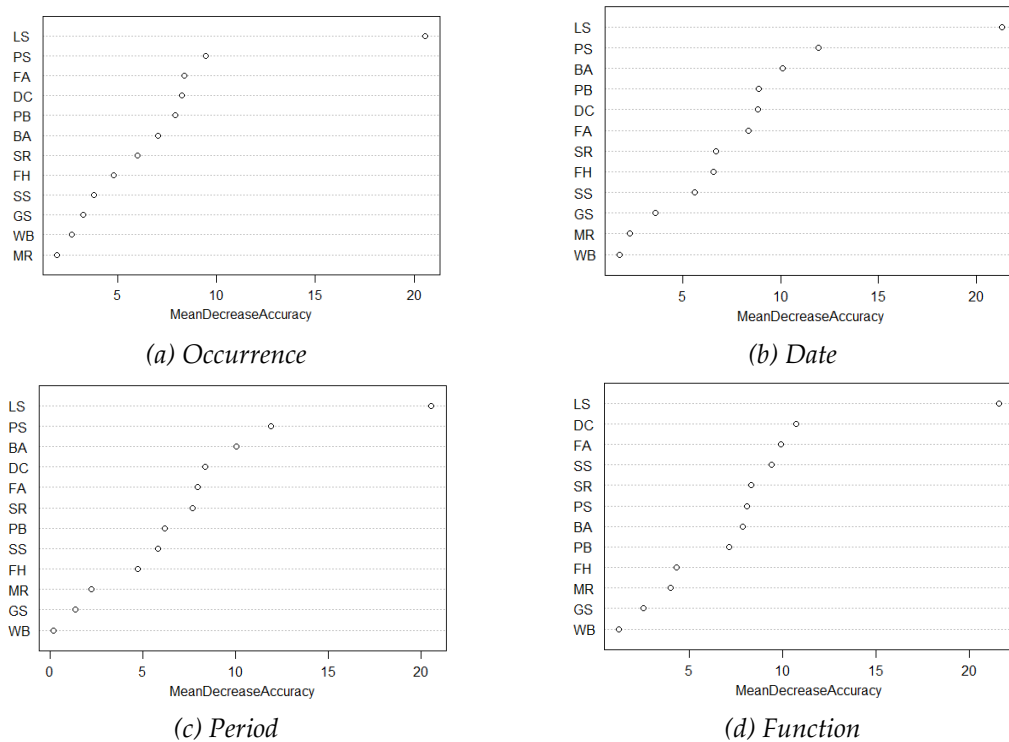 LS
PS
FA
DC
PB
BA
SR
FH
SS
GS
WB
MR
5 10 15 20
MeanDecreaseAccuracy
(a) Occurrence
LS
PS
BA
PB
DC
FA
SR
FH
SS
GS
MR
WB
5 10 15 20
MeanDecreaseAccuracy
(b) Date
LS
PS
BA
DC
FA
SR
PB
SS
FH
MR
GS
WB
0 5 10 15 20
MeanDecreaseAccuracy
(c) Period
LS
DC
FA
SS
SR
PS
BA
PB
FH
MR
GS
WB
5 10 15 20
MeanDecreaseAccuracy
(d) Function